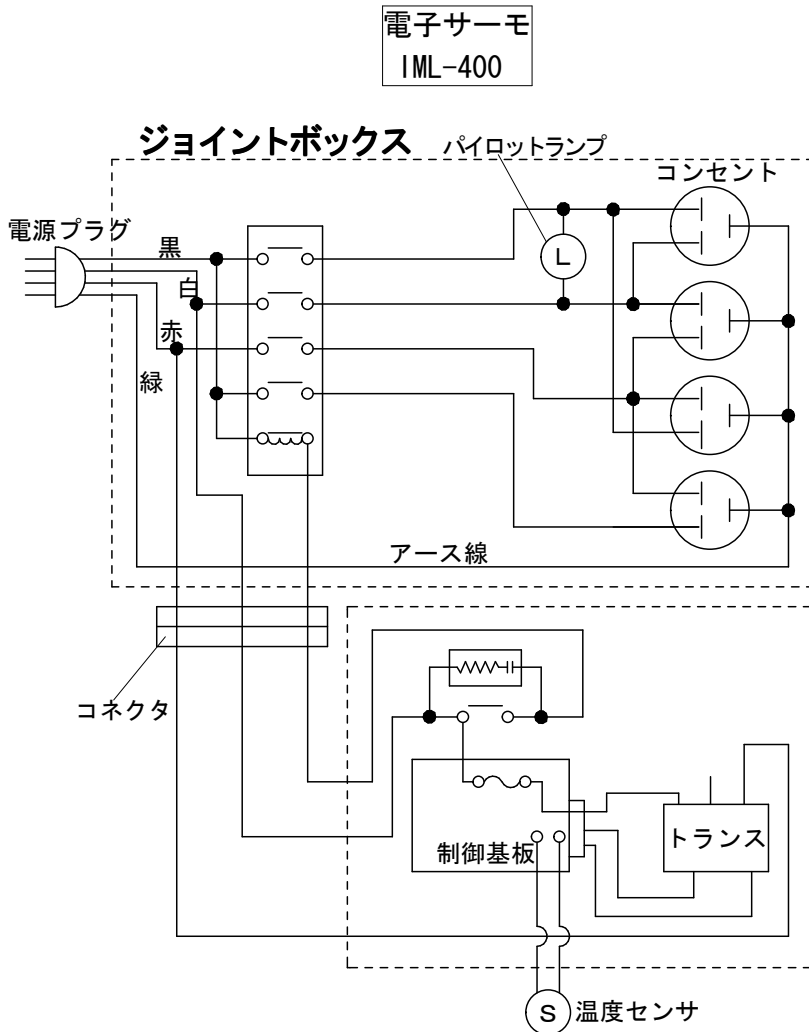 電子サーモ
IML-400
ジョイントボックス
パイロットランプ
コンセント
電源プラグ
黒
L
白
赤
緑
アース線
コネクタ
制御基板
トランス
S
温度センサ